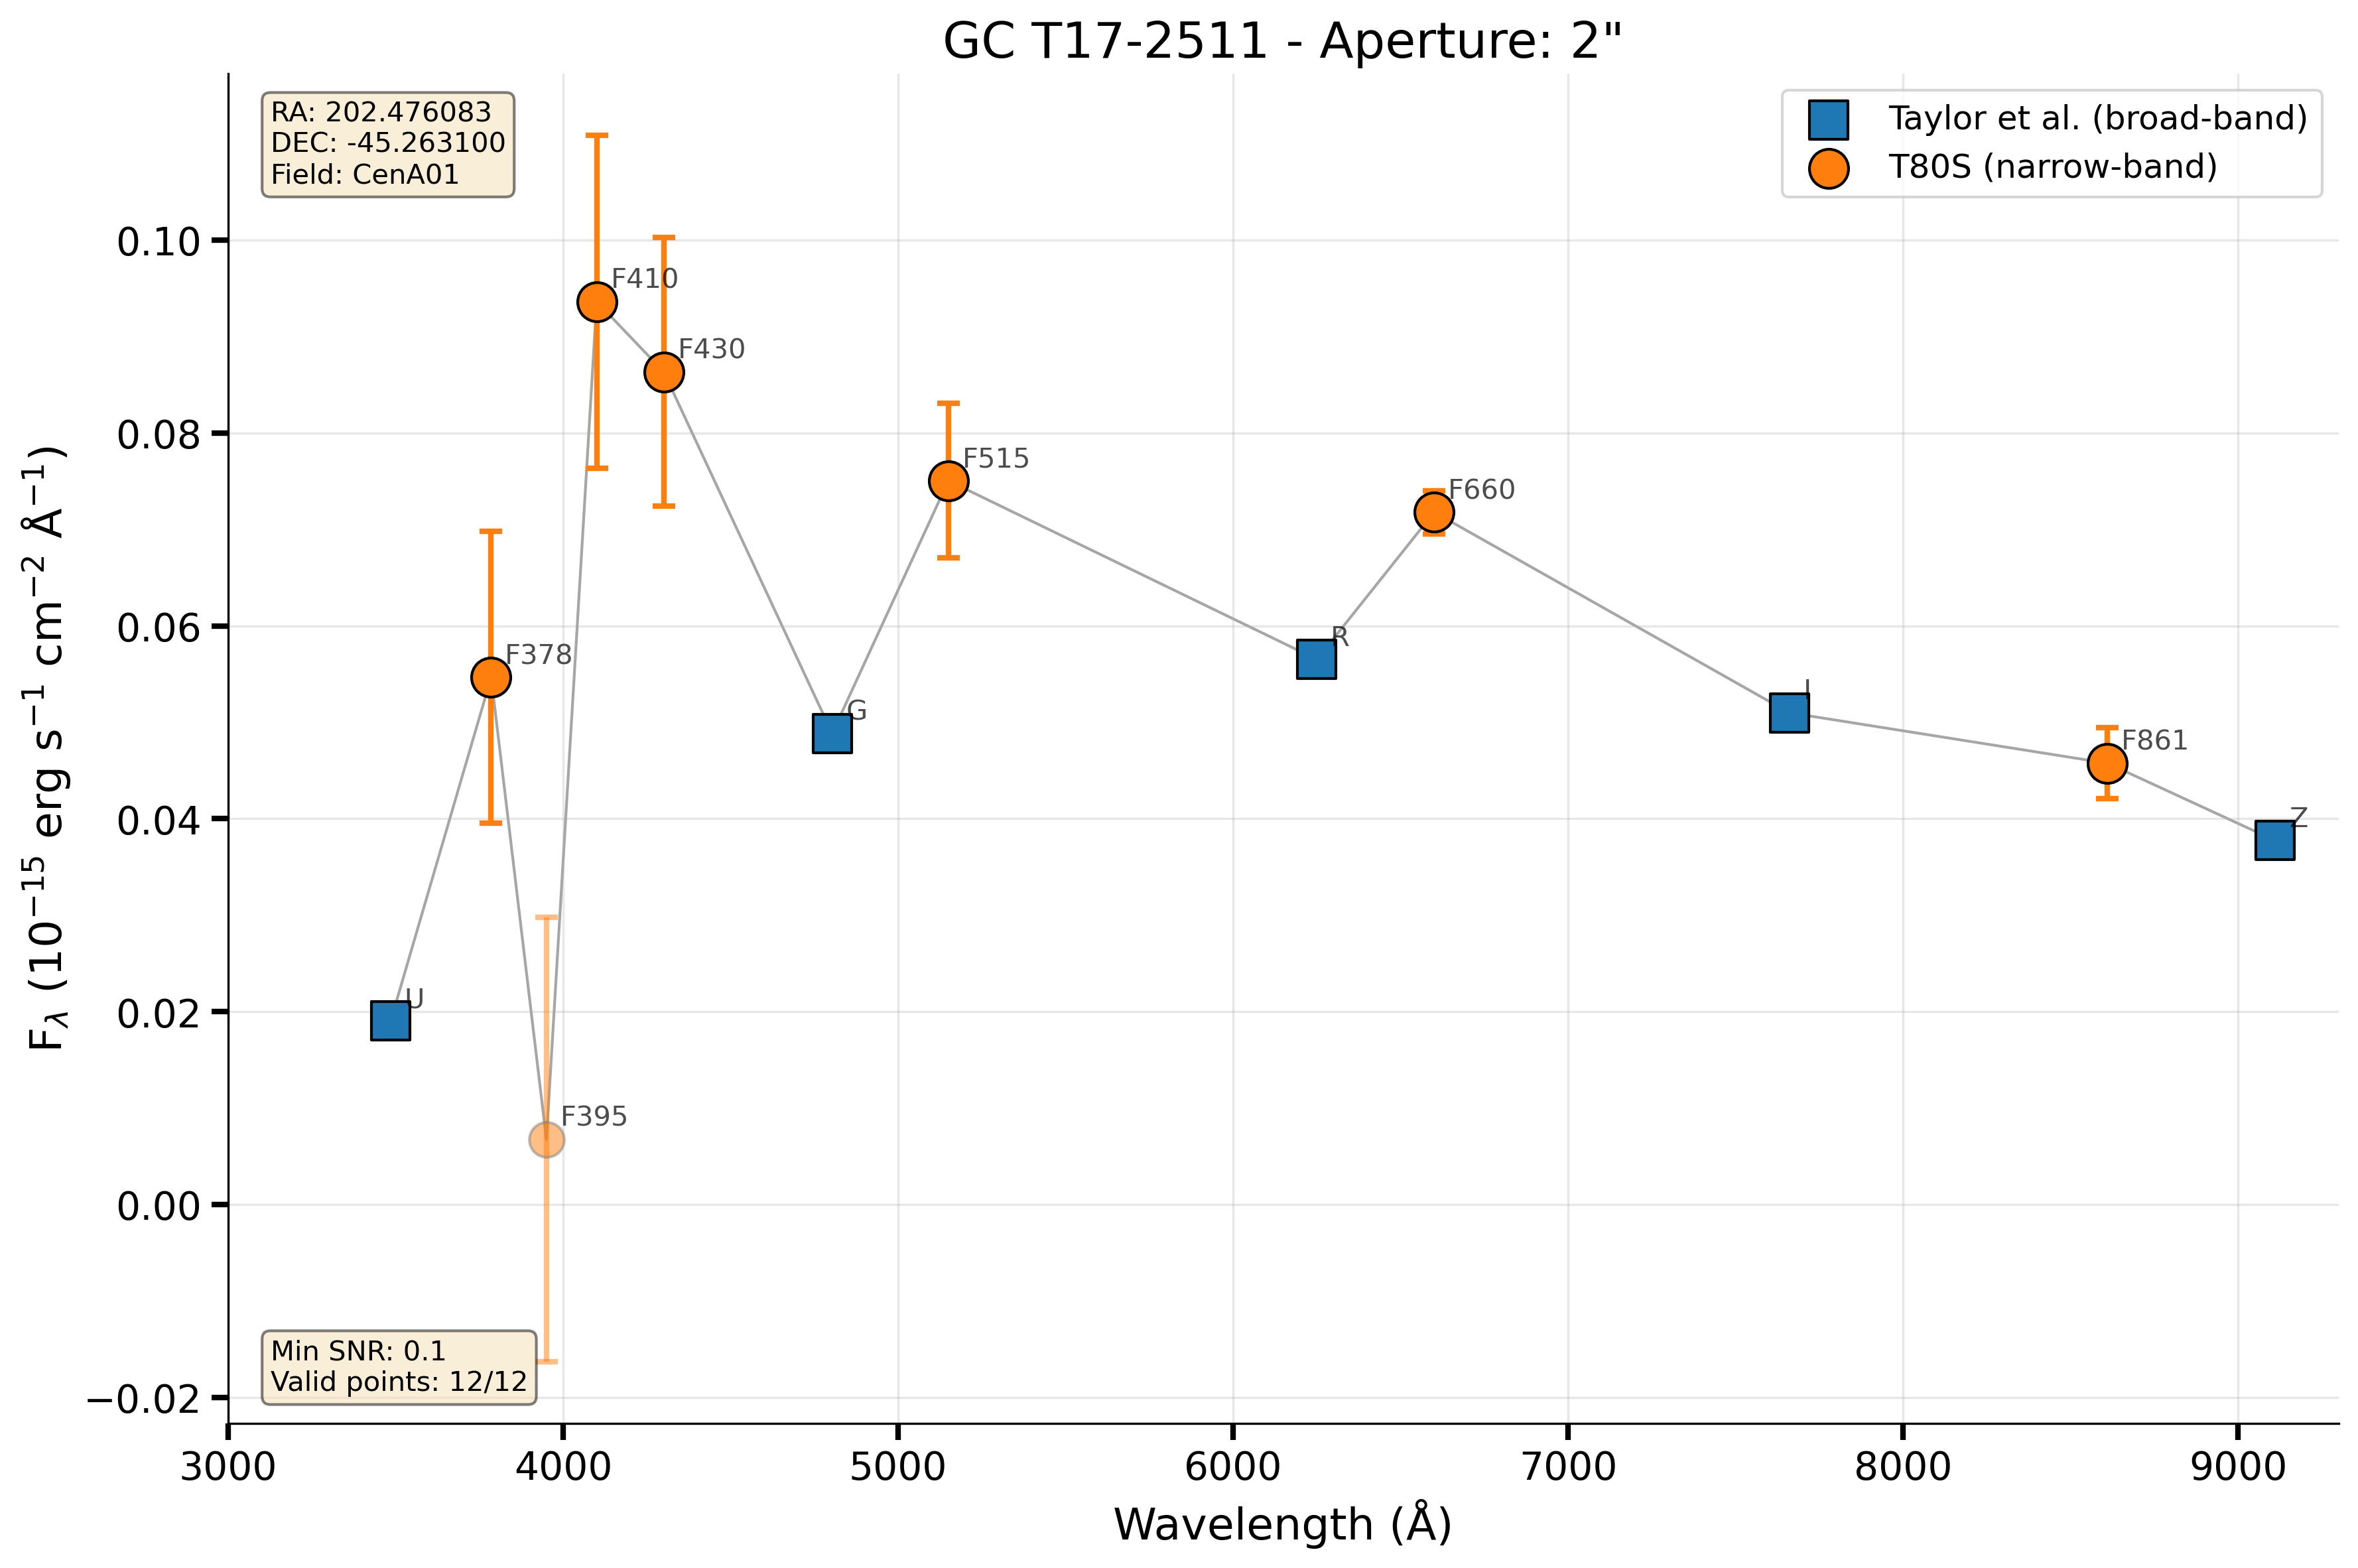 GC T17-2511 - Aperture: 2"
RA: 202.476083
DEC: -45.263100
Field: CenA01
Taylor et al. (broad-band)
T80S (narrow-band)
F410
F430
F378
F515
F660
G
R
I
F861
Z
U
F395
Min SNR: 0.1
Valid points: 12/12
0.10
0.08
0.06
0.04
0.02
0.00
−0.02
3000 4000 5000 6000 7000 8000 9000
Wavelength (Å)
Fλ (10⁻¹⁵ erg s⁻¹ cm⁻² Å⁻¹)